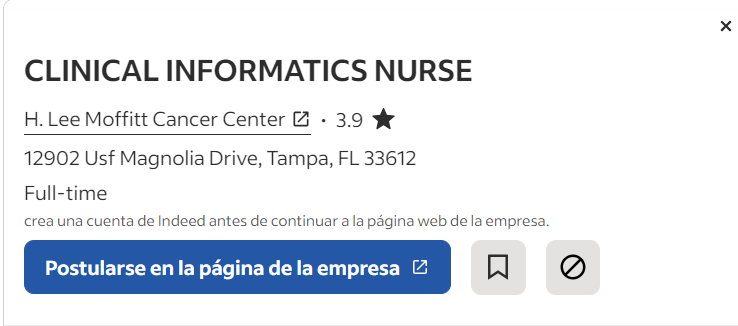 CLINICAL INFORMATICS NURSE
H. Lee Moffitt Cancer Center • 3.9 ★
12902 Usf Magnolia Drive, Tampa, FL 33612
Full-time
crea una cuenta de Indeed antes de continuar a la página web de la empresa.
Postularse en la página de la empresa